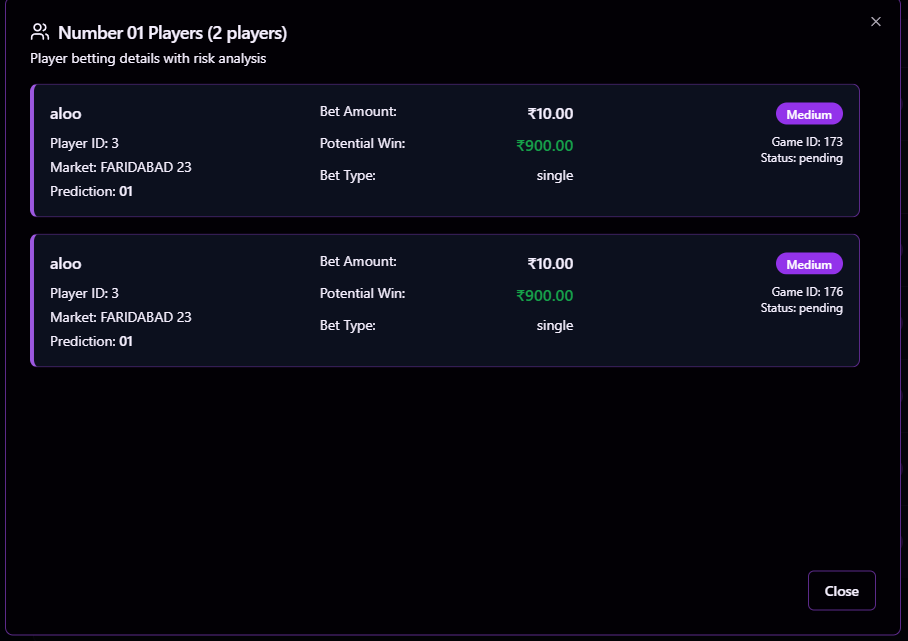 Number 01 Players (2 players)
Player betting details with risk analysis
aloo
Player ID: 3
Market: FARIDABAD 23
Prediction: 01
Bet Amount: ₹10.00
Potential Win: ₹900.00
Bet Type: single
Medium
Game ID: 173
Status: pending
aloo
Player ID: 3
Market: FARIDABAD 23
Prediction: 01
Bet Amount: ₹10.00
Potential Win: ₹900.00
Bet Type: single
Medium
Game ID: 176
Status: pending
Close